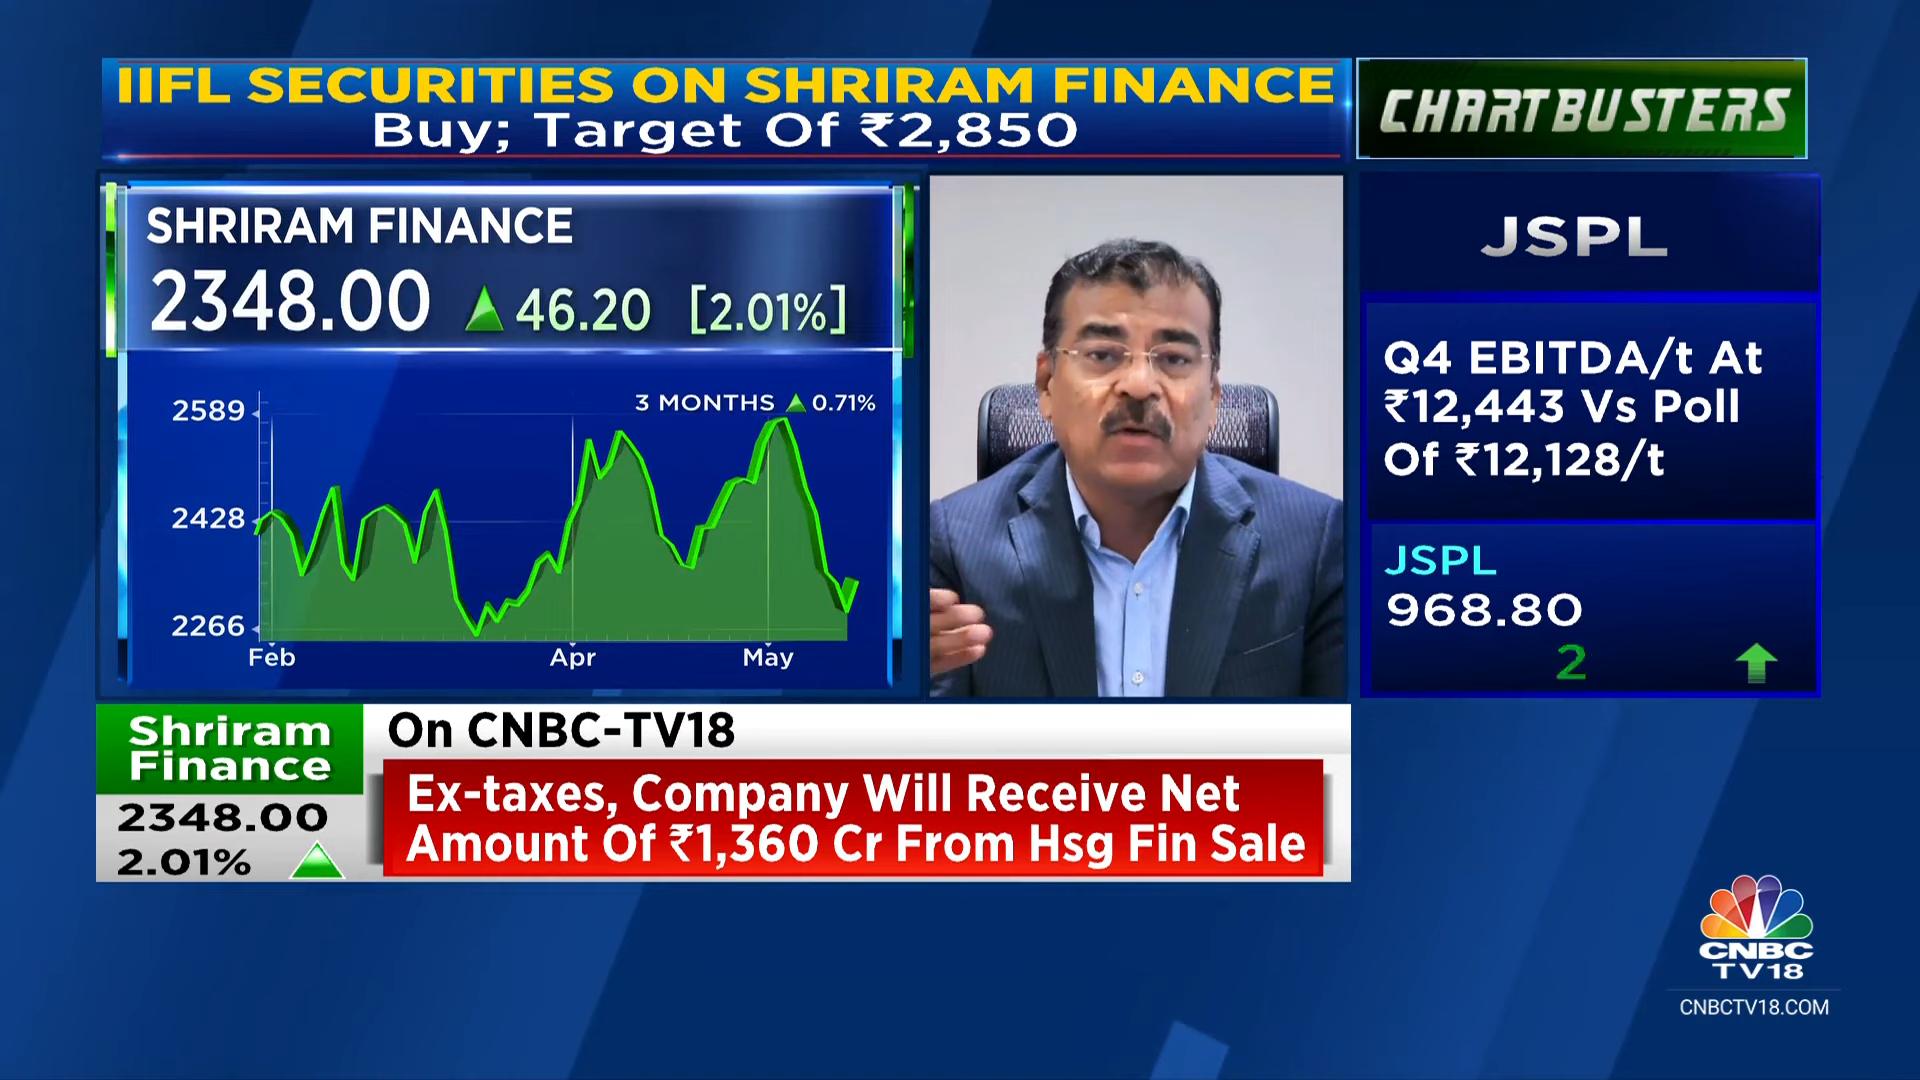 IIFL SECURITIES ON SHRIRAM FINANCE
Buy; Target Of ₹2,850
CHARTBUSTERS
SHRIRAM FINANCE
2348.00 ▲ 46.20 [2.01%]
3 MONTHS ▲ 0.71%
2589
2428
2266
Feb Apr May
JSPL
Q4 EBITDA/t At
₹12,443 Vs Poll
Of ₹12,128/t
JSPL
968.80
2
Shriram
Finance
2348.00
2.01%
On CNBC-TV18
Ex-taxes, Company Will Receive Net
Amount Of ₹1,360 Cr From Hsg Fin Sale
CNBC
TV18
CNBCTV18.COM